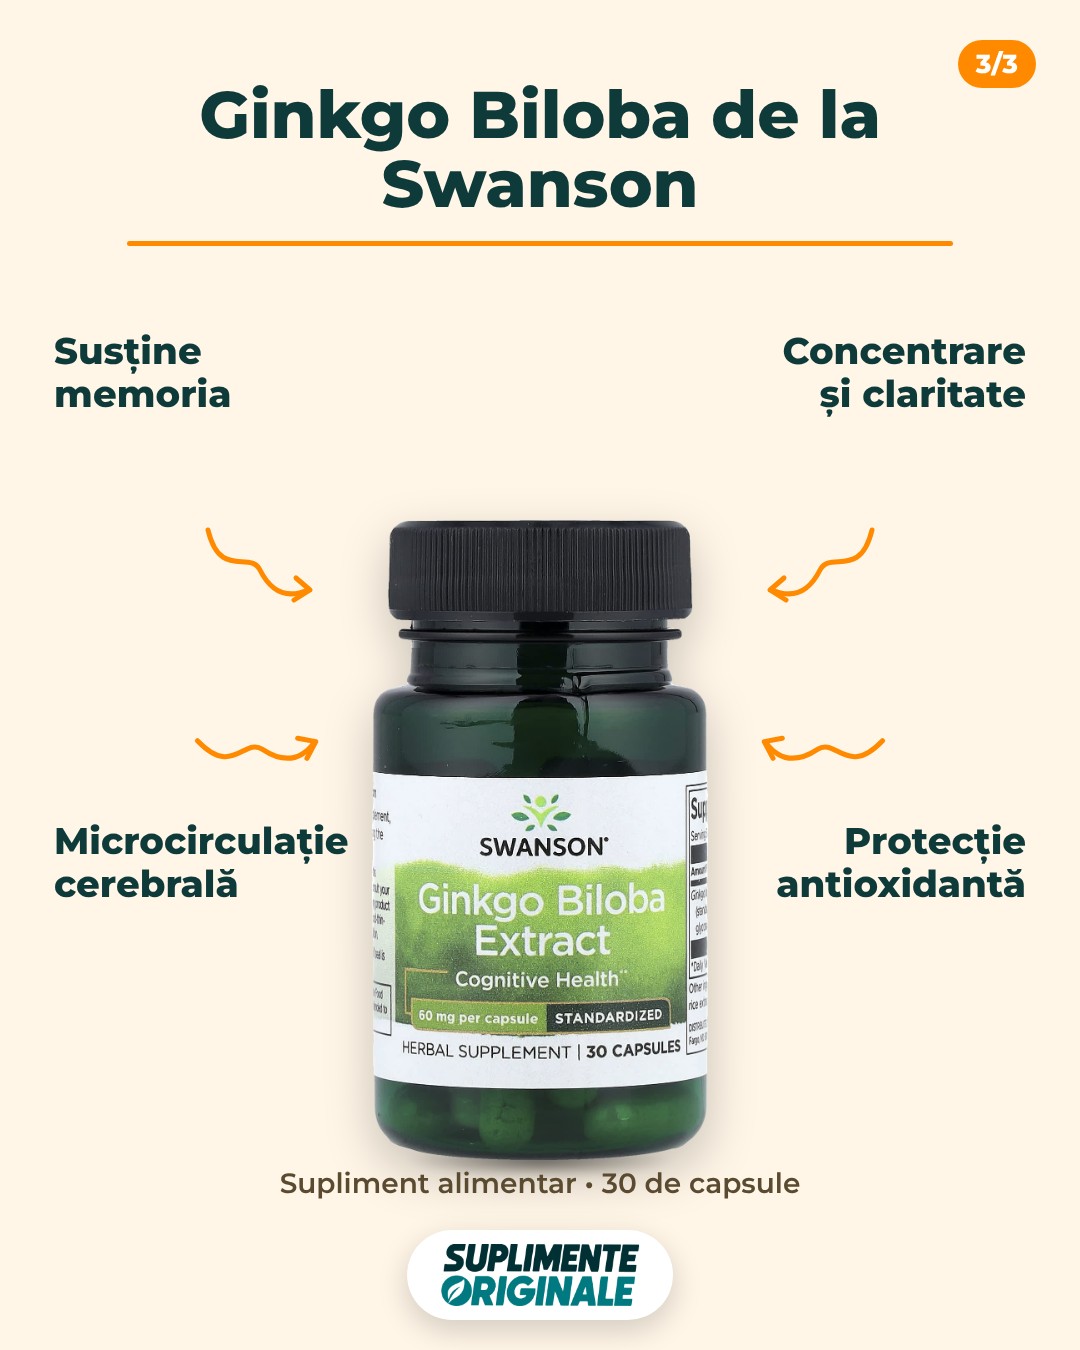 3/3
Ginkgo Biloba de la
Swanson
Susține
memoria
Concentrare
și claritate
Microcirculație
cerebrală
Protecție
antioxidantă
SWANSON
Ginkgo Biloba
Extract
Cognitive Health
60 mg per capsule STANDARDIZED
HERBAL SUPPLEMENT | 30 CAPSULES
Supliment alimentar • 30 de capsule
SUPLIMENTE
ORIGINALE